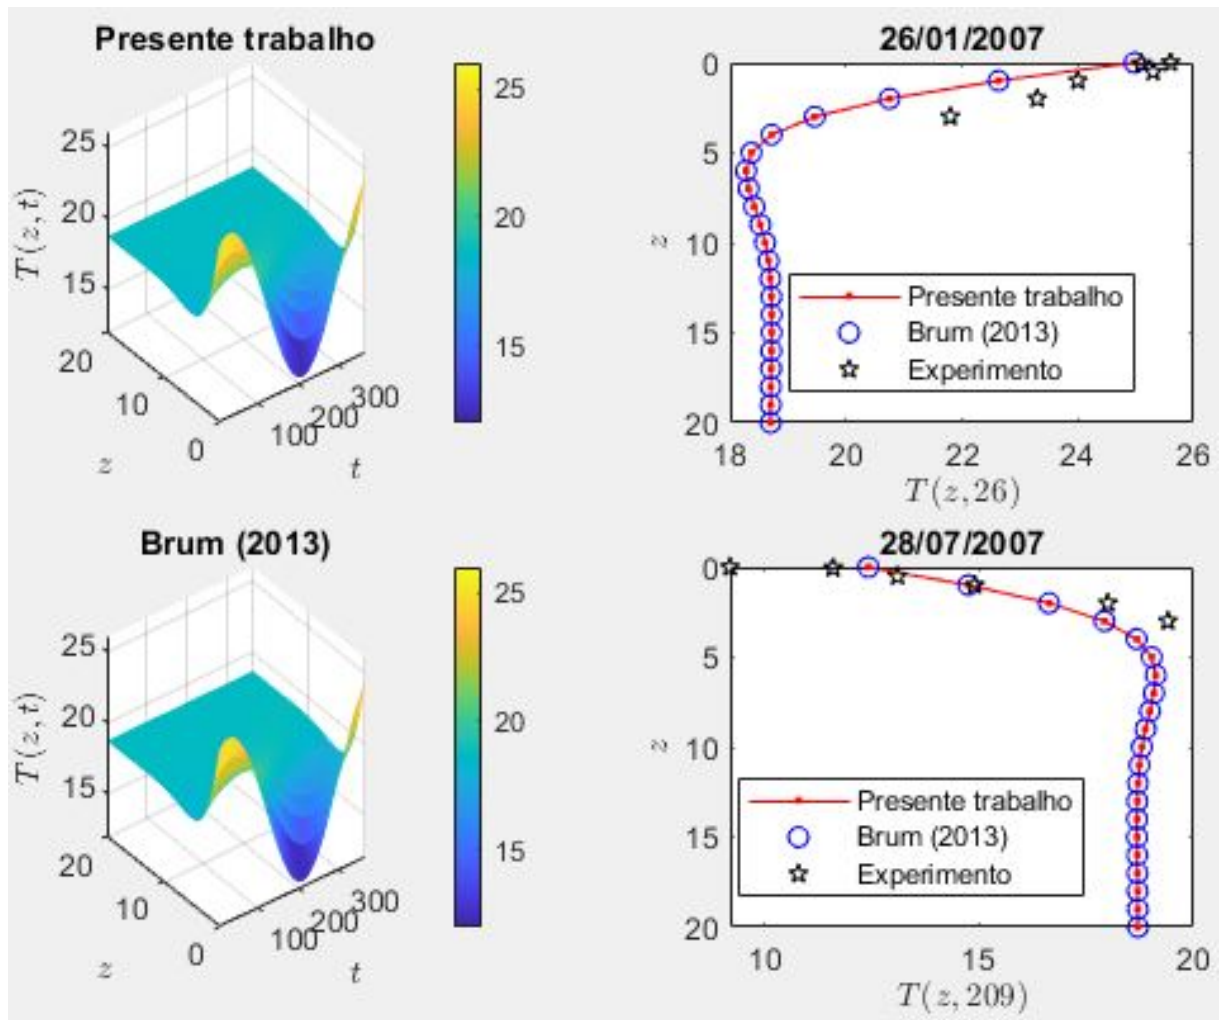 Presente trabalho
25
20
15
T(z,t)
20
10
0
z
100
200
300
t
25
20
15
26/01/2007
0
5
10
15
20
z
18
20
22
24
26
T(z,26)
Presente trabalho
Brum (2013)
Experimento
Brum (2013)
25
20
15
T(z,t)
20
10
0
z
100
200
300
t
25
20
15
28/07/2007
0
5
10
15
20
z
10
15
20
T(z,209)
Presente trabalho
Brum (2013)
Experimento